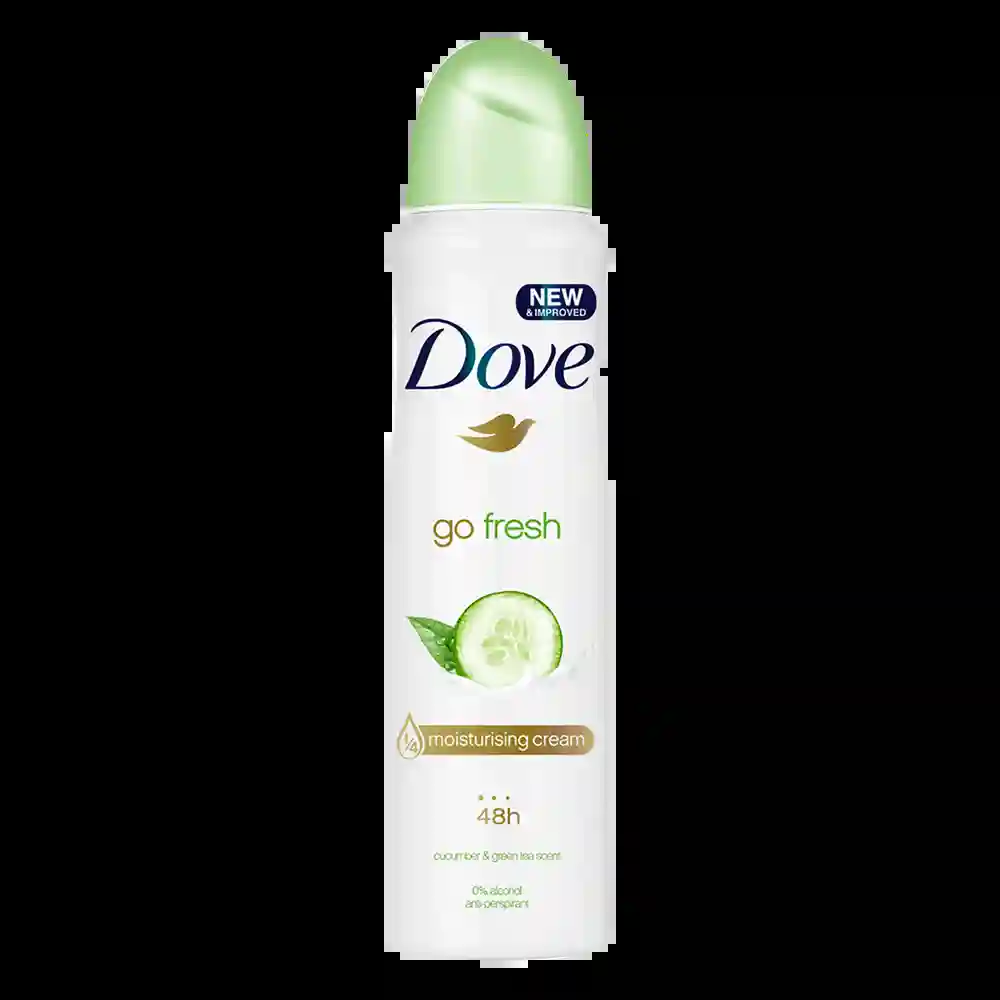 NEW
& IMPROVED
Dove
go fresh
1/4 moisturising cream
48h
cucumber & green tea scent
0% alcohol
anti-perspirant